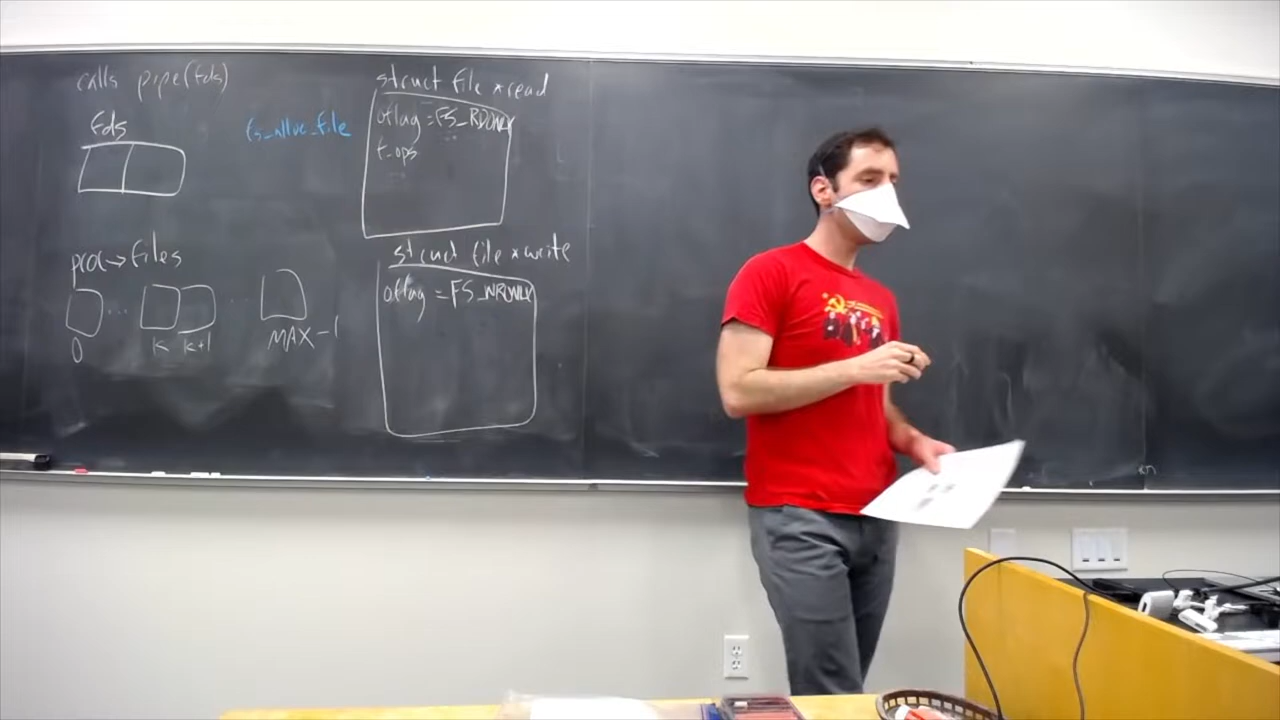 calls pipe(fds)
fds
fs_alloc_file
struct file *read
oflag = FS_RDONLY
f_ops
proc→files
0 ... k k+1 ... MAX-1
struct file *write
oflag = FS_WRONLY